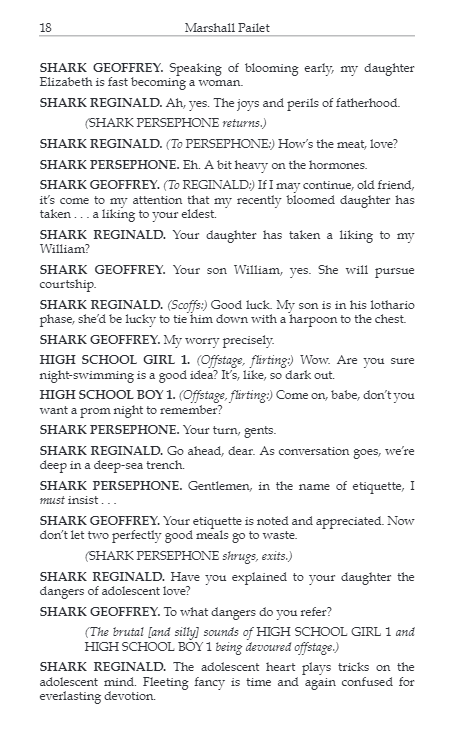 18
Marshall Pailet
SHARK GEOFFREY. Speaking of blooming early, my daughter
Elizabeth is fast becoming a woman.
SHARK REGINALD. Ah, yes. The joys and perils of fatherhood.
(SHARK PERSEPHONE returns.)
SHARK REGINALD. (To PERSEPHONE:) How's the meat, love?
SHARK PERSEPHONE. Eh. A bit heavy on the hormones.
SHARK GEOFFREY. (To REGINALD:) If I may continue, old friend,
it's come to my attention that my recently bloomed daughter has
taken . . . a liking to your eldest.
SHARK REGINALD. Your daughter has taken a liking to my
William?
SHARK GEOFFREY. Your son William, yes. She will pursue
courtship.
SHARK REGINALD. (Scoffs:) Good luck. My son is in his lothario
phase, she'd be lucky to tie him down with a harpoon to the chest.
SHARK GEOFFREY. My worry precisely.
HIGH SCHOOL GIRL 1. (Offstage, flirting:) Wow. Are you sure
night-swimming is a good idea? It's, like, so dark out.
HIGH SCHOOL BOY 1. (Offstage, flirting:) Come on, babe, don't you
want a prom night to remember?
SHARK PERSEPHONE. Your turn, gents.
SHARK REGINALD. Go ahead, dear. As conversation goes, we're
deep in a deep-sea trench.
SHARK PERSEPHONE. Gentlemen, in the name of etiquette, I
must insist . . .
SHARK GEOFFREY. Your etiquette is noted and appreciated. Now
don't let two perfectly good meals go to waste.
(SHARK PERSEPHONE shrugs, exits.)
SHARK REGINALD. Have you explained to your daughter the
dangers of adolescent love?
SHARK GEOFFREY. To what dangers do you refer?
(The brutal [and silly] sounds of HIGH SCHOOL GIRL 1 and
HIGH SCHOOL BOY 1 being devoured offstage.)
SHARK REGINALD. The adolescent heart plays tricks on the
adolescent mind. Fleeting fancy is time and again confused for
everlasting devotion.